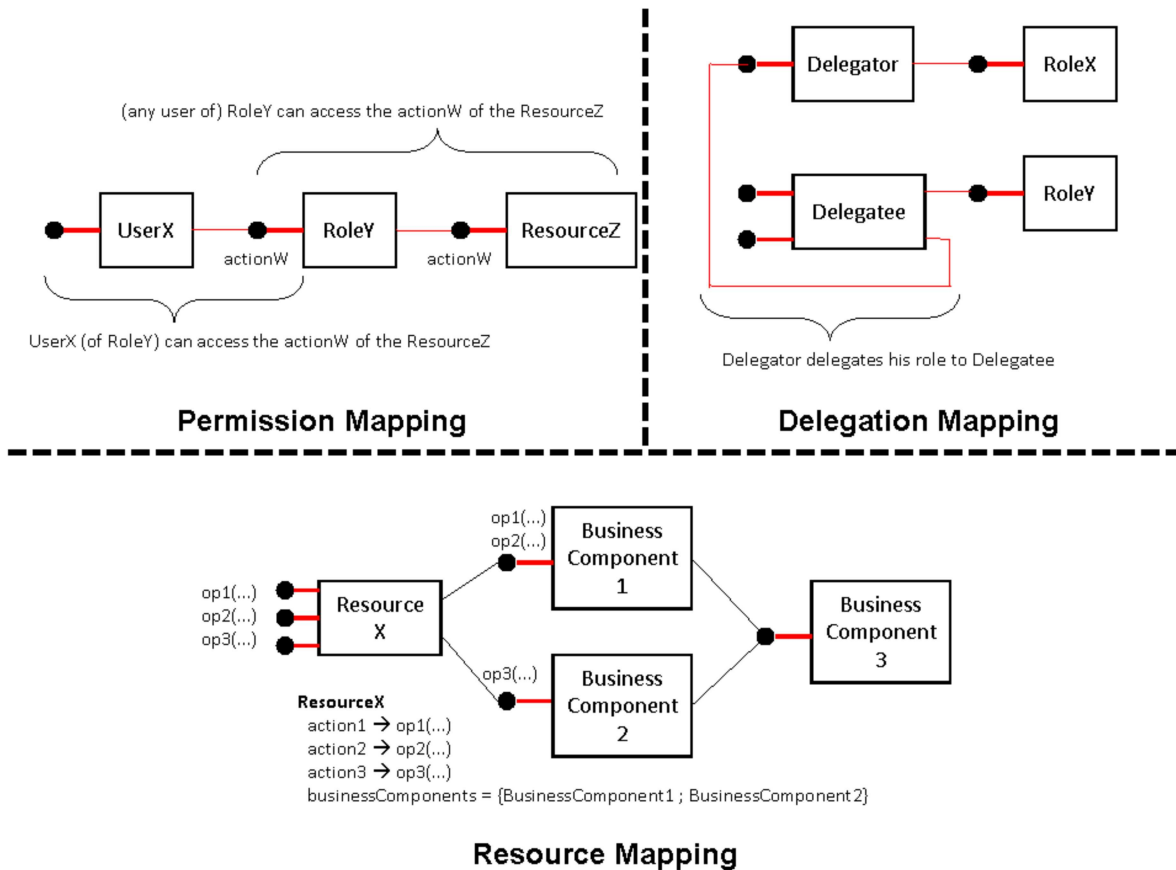 (any user of) RoleY can access the actionW of the ResourceZ
UserX
RoleY
ResourceZ
actionW
actionW
UserX (of RoleY) can access the actionW of the ResourceZ
Permission Mapping
Delegator
RoleX
Delegatee
RoleY
Delegator delegates his role to Delegatee
Delegation Mapping
op1(...)
op2(...)
op3(...)
Resource
X
op1(...)
op2(...)
Business
Component
1
op3(...)
Business
Component
2
Business
Component
3
ResourceX
action1 → op1(...)
action2 → op2(...)
action3 → op3(...)
businessComponents = {BusinessComponent1 ; BusinessComponent2}
Resource Mapping